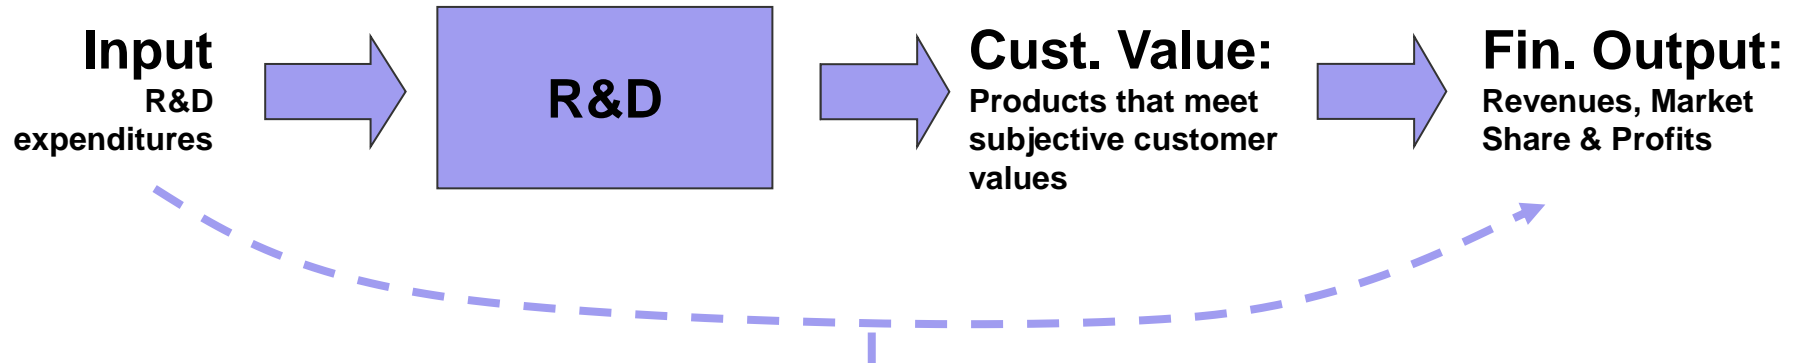 Input
R&D
expenditures
R&D
Cust. Value:
Products that meet
subjective customer
values
Fin. Output:
Revenues, Market
Share & Profits